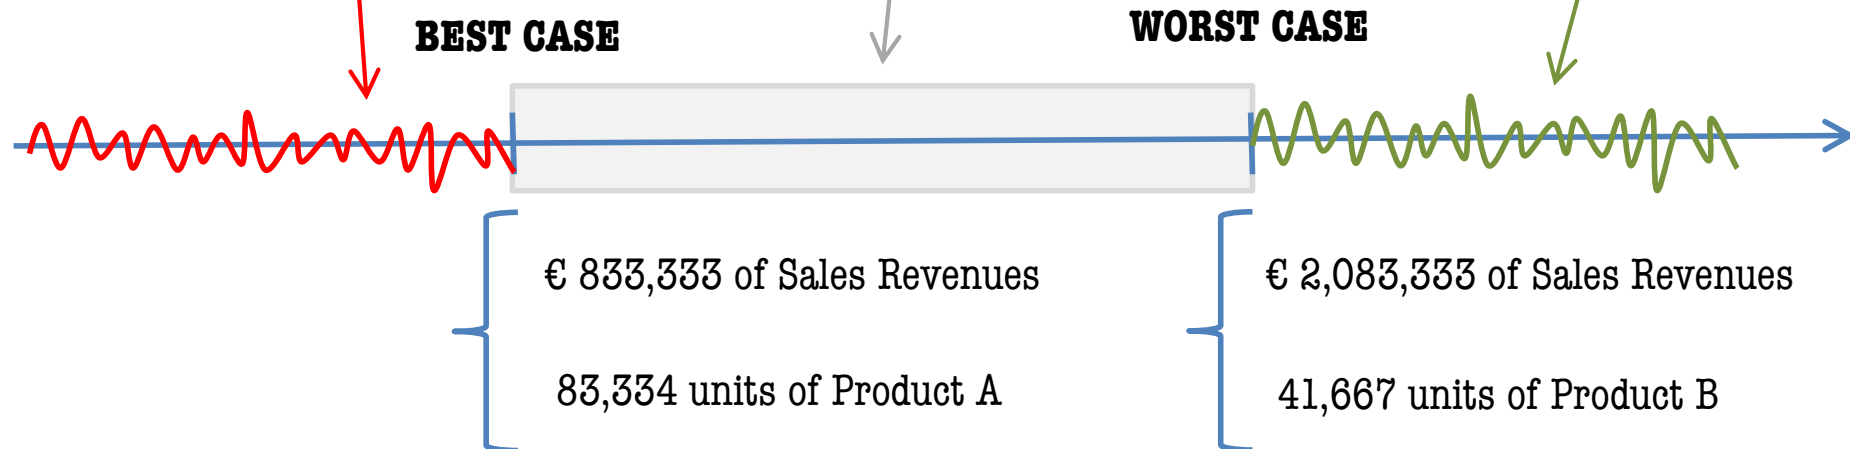 BEST CASE
WORST CASE
€ 833,333 of Sales Revenues
€ 2,083,333 of Sales Revenues
83,334 units of Product A
41,667 units of Product B